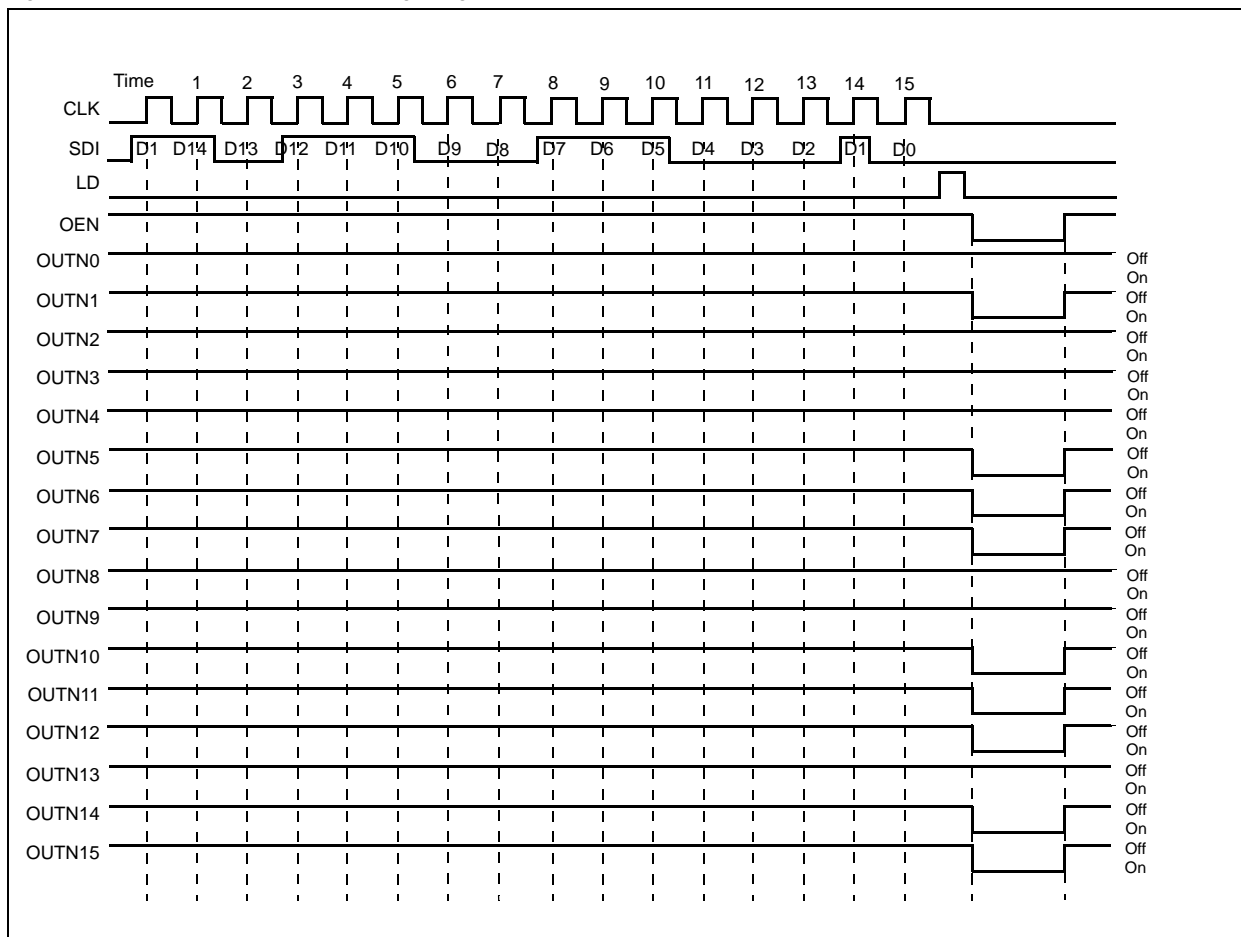 Time 1 2 3 4 5 6 7 8 9 10 11 12 13 14 15
CLK
SDI D1 D14 D13 D12 D11 D10 D9 D8 D7 D6 D5 D4 D3 D2 D1 D0
LD
OEN
OUTN0 Off
On
OUTN1 Off
On
OUTN2 Off
On
OUTN3 Off
On
OUTN4 Off
On
OUTN5 Off
On
OUTN6 Off
On
OUTN7 Off
On
OUTN8 Off
On
OUTN9 Off
On
OUTN10 Off
On
OUTN11 Off
On
OUTN12 Off
On
OUTN13 Off
On
OUTN14 Off
On
OUTN15 Off
On